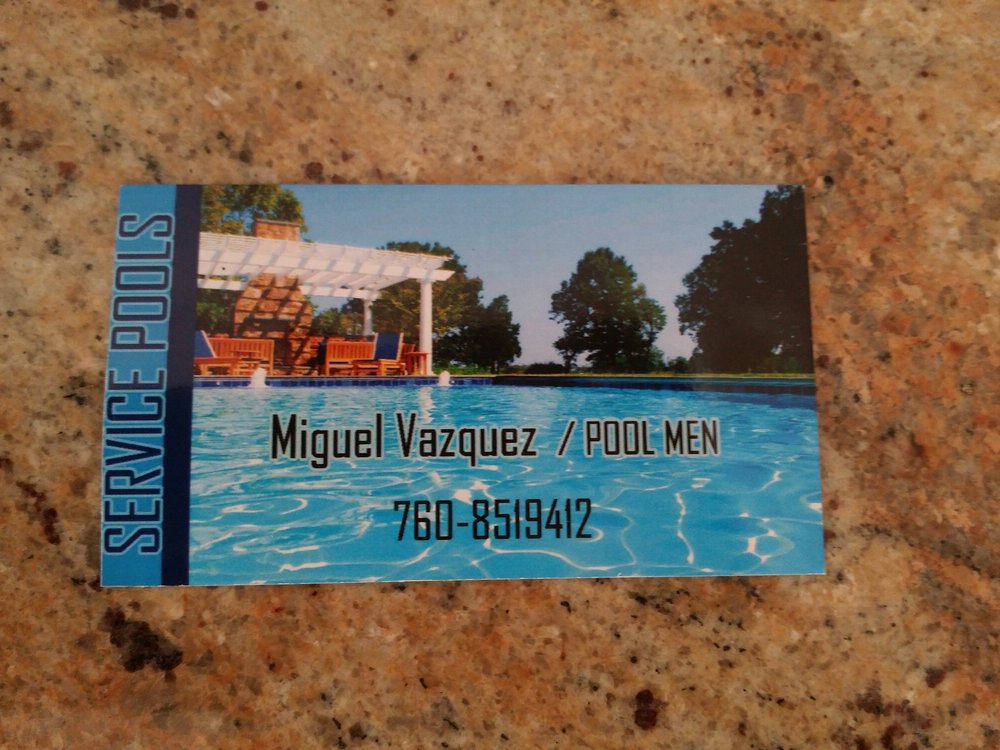 SERVICE POOLS
Miguel Vazquez / POOL MEN
760-8519412